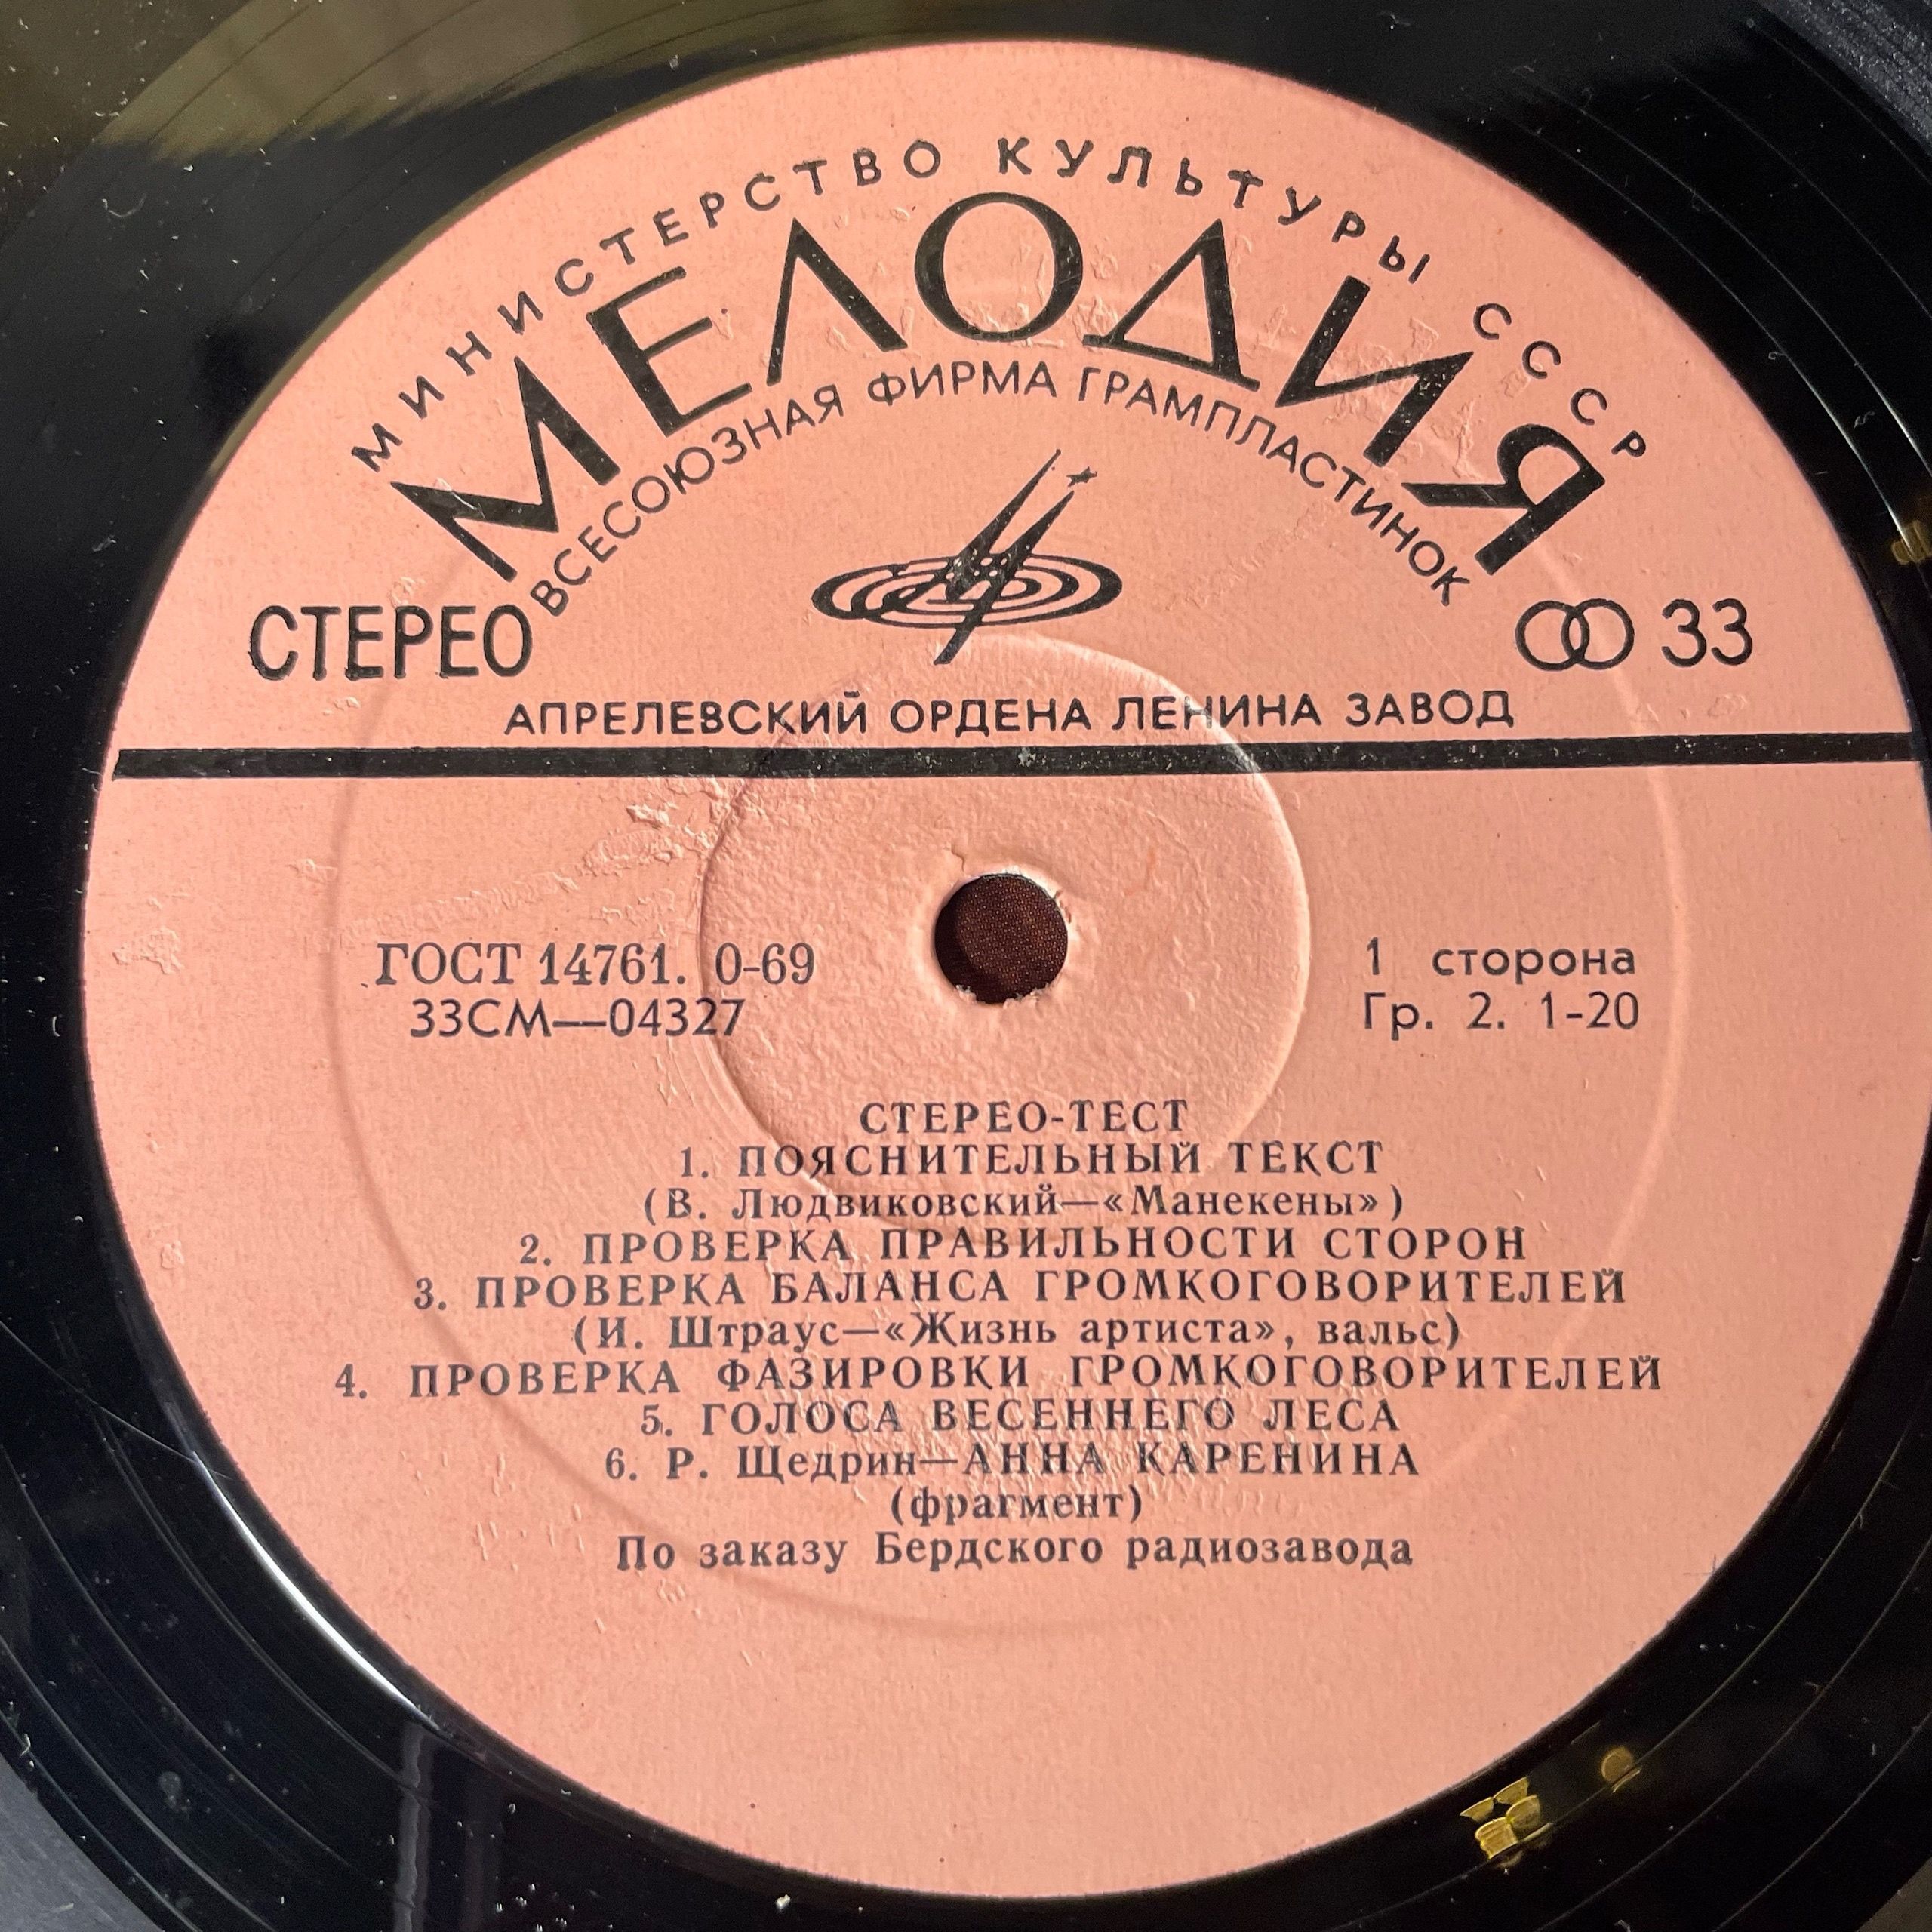 МИНИСТЕРСТВО КУЛЬТУРЫ СССР
МЕЛОДИЯ
ВСЕСОЮЗНАЯ ФИРМА ГРАМПЛАСТИНОК
СТЕРЕО 33
АПРЕЛЕВСКИЙ ОРДЕНА ЛЕНИНА ЗАВОД
ГОСТ 14761. 0-69 1 сторона
33СМ—04327 Гр. 2. 1-20
СТЕРЕО-ТЕСТ
1. ПОЯСНИТЕЛЬНЫЙ ТЕКСТ
(В. Людвиковский—«Манекены»)
2. ПРОВЕРКА ПРАВИЛЬНОСТИ СТОРОН
3. ПРОВЕРКА БАЛАНСА ГРОМКОГОВОРИТЕЛЕЙ
(И. Штраус—«Жизнь артиста», вальс)
4. ПРОВЕРКА ФАЗИРОВКИ ГРОМКОГОВОРИТЕЛЕЙ
5. ГОЛОСА ВЕСЕННЕГО ЛЕСА
6. Р. Щедрин—АННА КАРЕНИНА
(фрагмент)
По заказу Бердского радиозавода